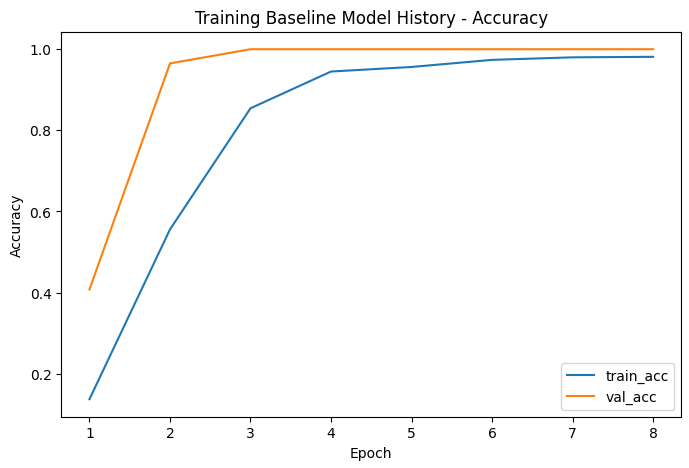 Training Baseline Model History - Accuracy
1.0
0.8
0.6
0.4
0.2
Accuracy
train_acc
val_acc
1 2 3 4 5 6 7 8
Epoch